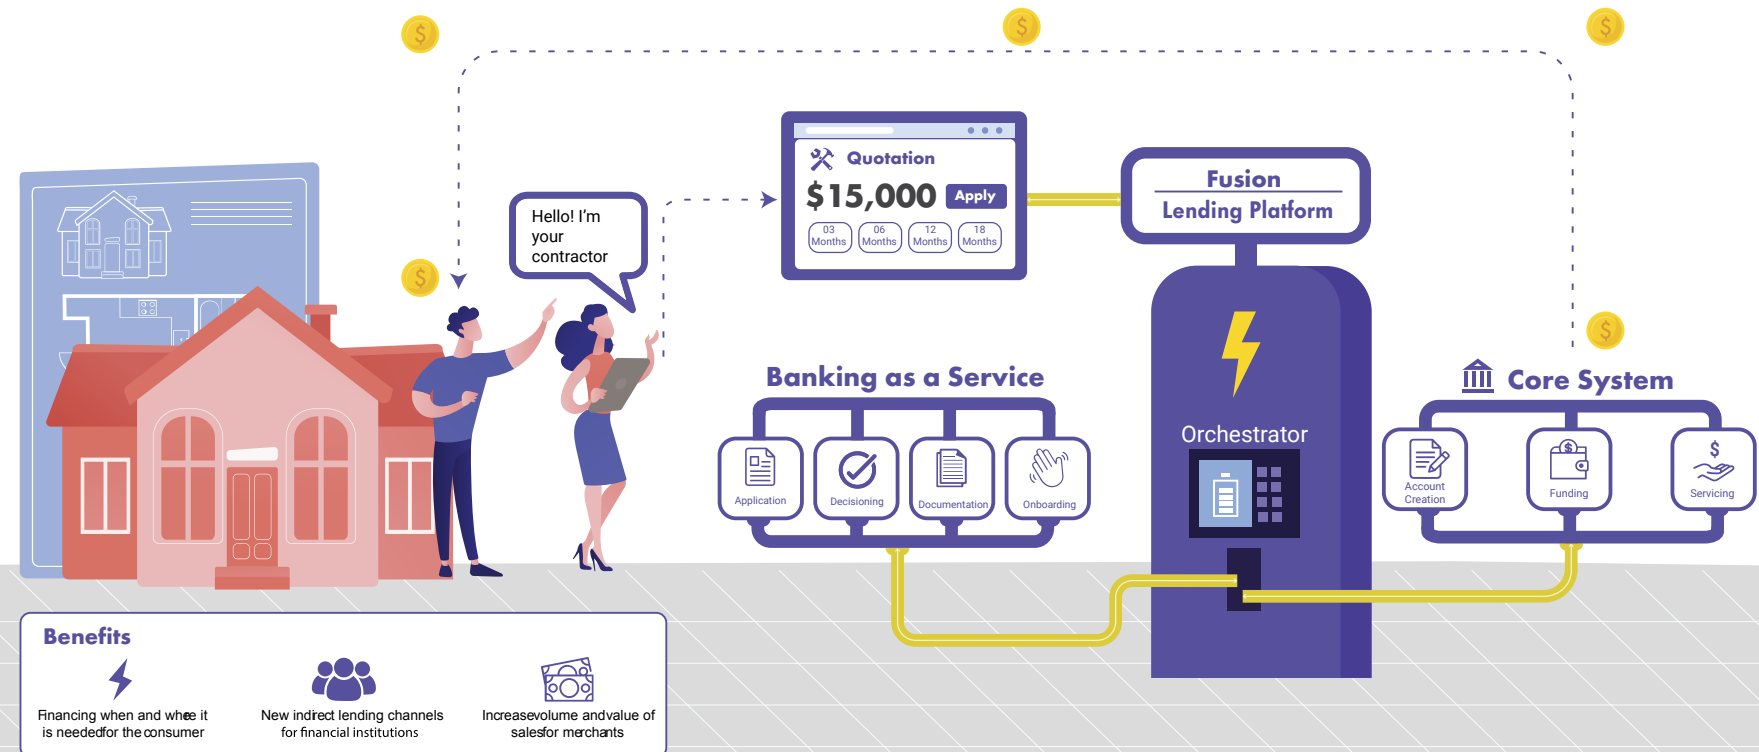 Hello! I'm
your
contractor
Quotation
$15,000 Apply
03 Months
06 Months
12 Months
18 Months
Fusion
Lending Platform
Banking as a Service
Application
Decisioning
Documentation
Onboarding
Orchestrator
Core System
Account
Creation
Funding
Servicing
Benefits
Financing when and where it
is needed for the consumer
New indirect lending channels
for financial institutions
Increase volume and value of
sales for merchants